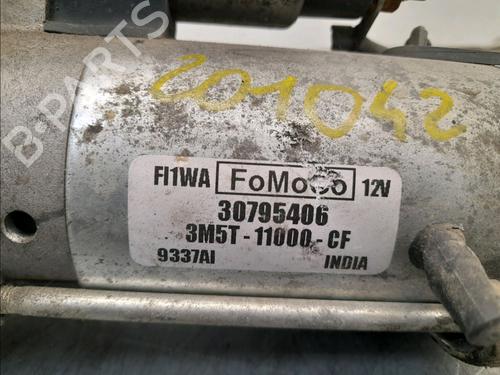 B-PARTS
201042
FI1WA FoMoCo 12V
30795406
3M5T-11000-CF
9337AI INDIA